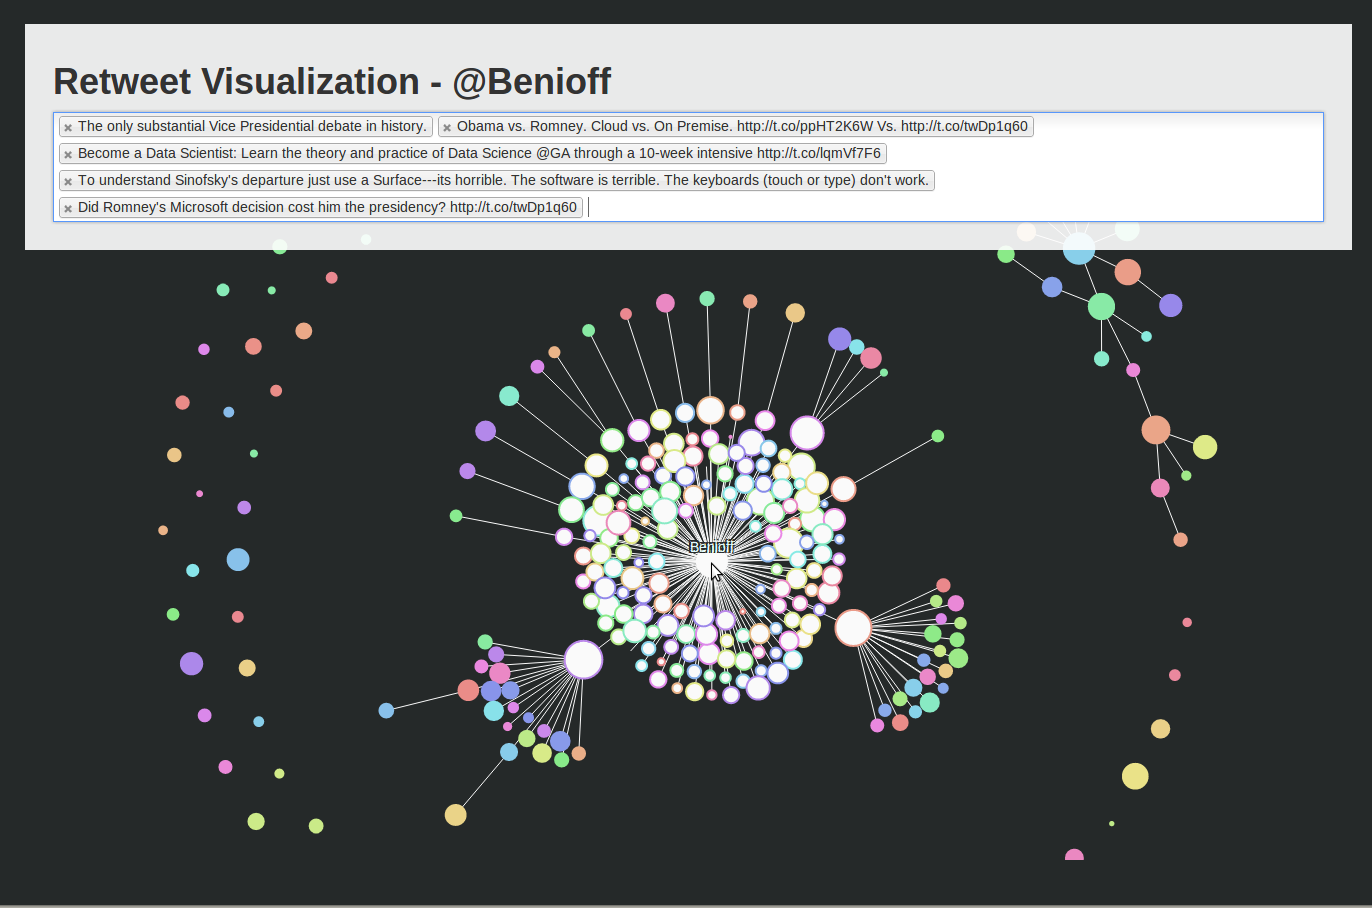 Retweet Visualization - @Benioff
× The only substantial Vice Presidential debate in history. × Obama vs. Romney. Cloud vs. On Premise. http://t.co/ppHT2K6W Vs. http://t.co/twDp1q60
× Become a Data Scientist: Learn the theory and practice of Data Science @GA through a 10-week intensive http://t.co/lqmVf7F6
× To understand Sinofsky's departure just use a Surface---its horrible. The software is terrible. The keyboards (touch or type) don't work.
× Did Romney's Microsoft decision cost him the presidency? http://t.co/twDp1q60
Benioff